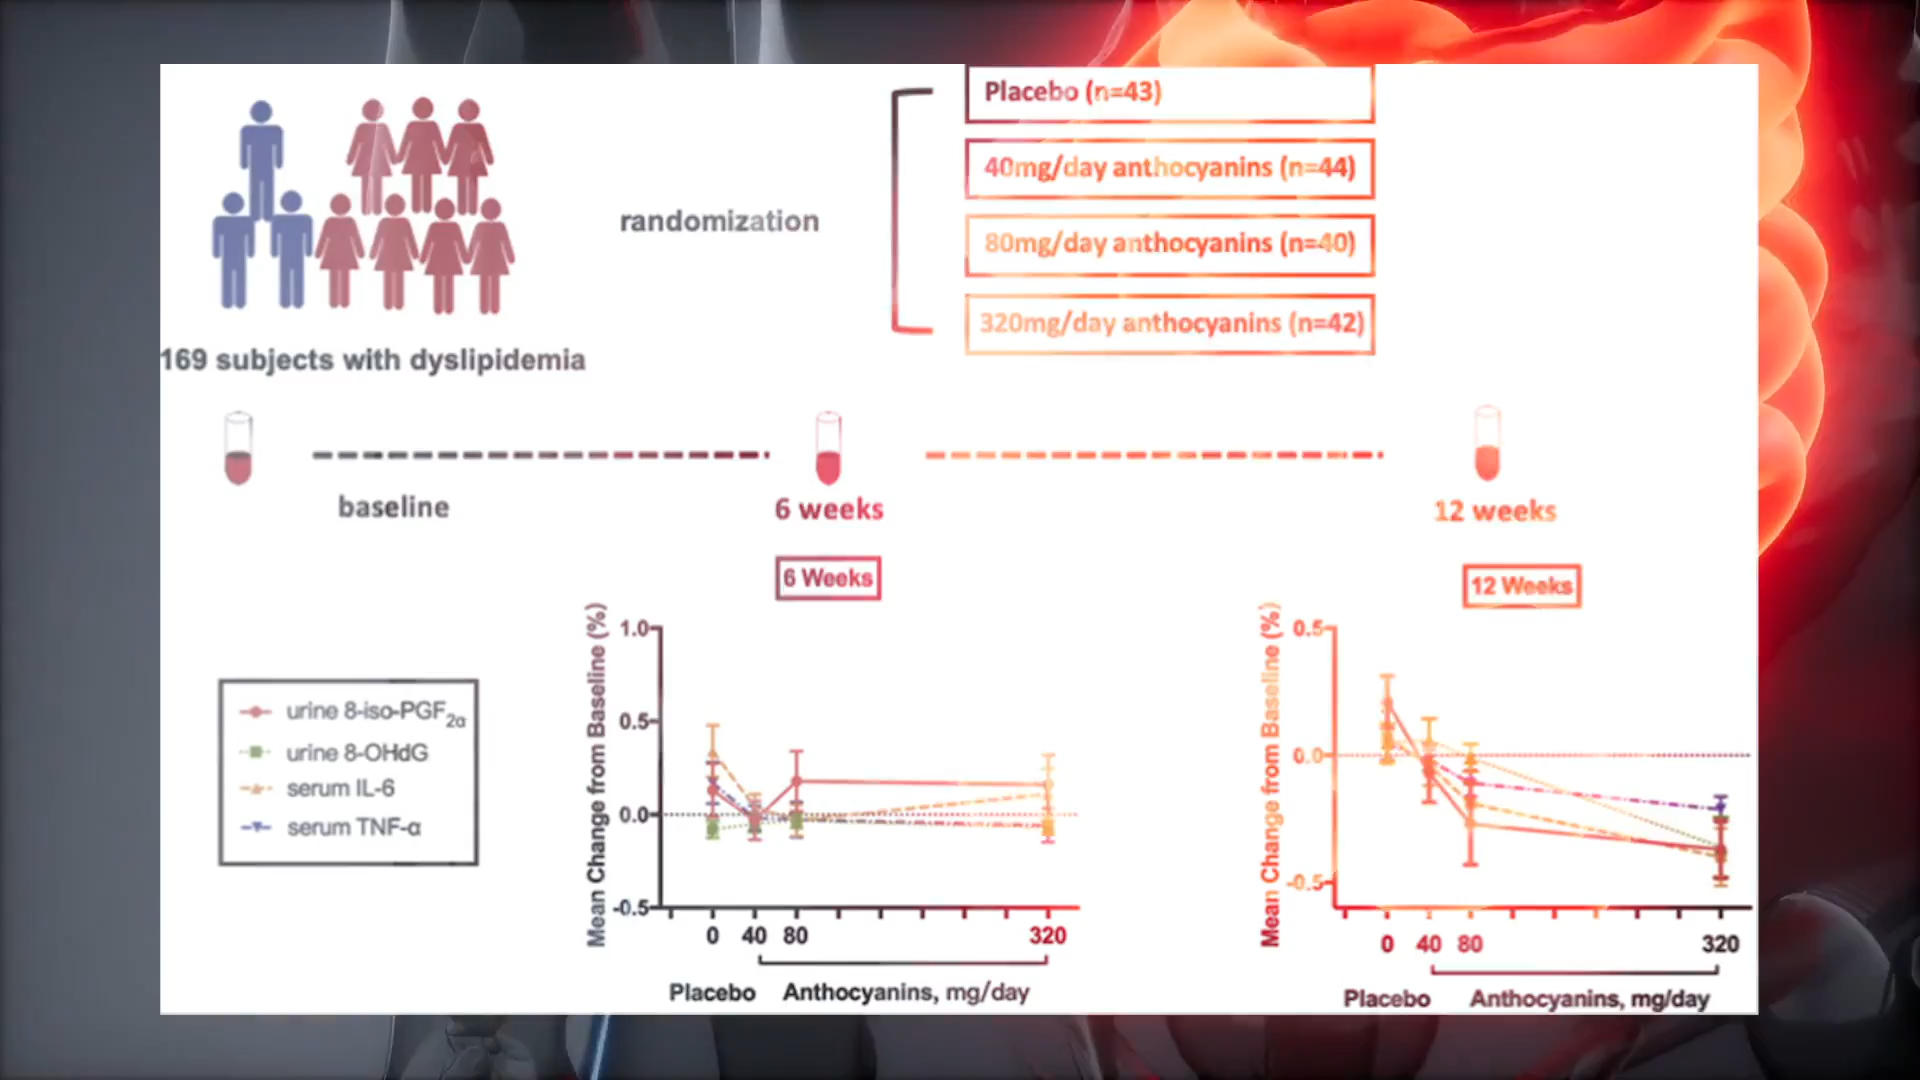 Placebo (n=43)
40mg/day anthocyanins (n=44)
80mg/day anthocyanins (n=40)
320mg/day anthocyanins (n=42)
randomization
169 subjects with dyslipidemia
baseline
6 weeks
12 weeks
urine 8-iso-PGF2α
urine 8-OHdG
serum IL-6
serum TNF-α
6 Weeks
Mean Change from Baseline (%)
1.0
0.5
0.0
-0.5
0 40 80 320
Placebo Anthocyanins, mg/day
12 Weeks
Mean Change from Baseline (%)
0.5
0.0
-0.5
0 40 80 320
Placebo Anthocyanins, mg/day